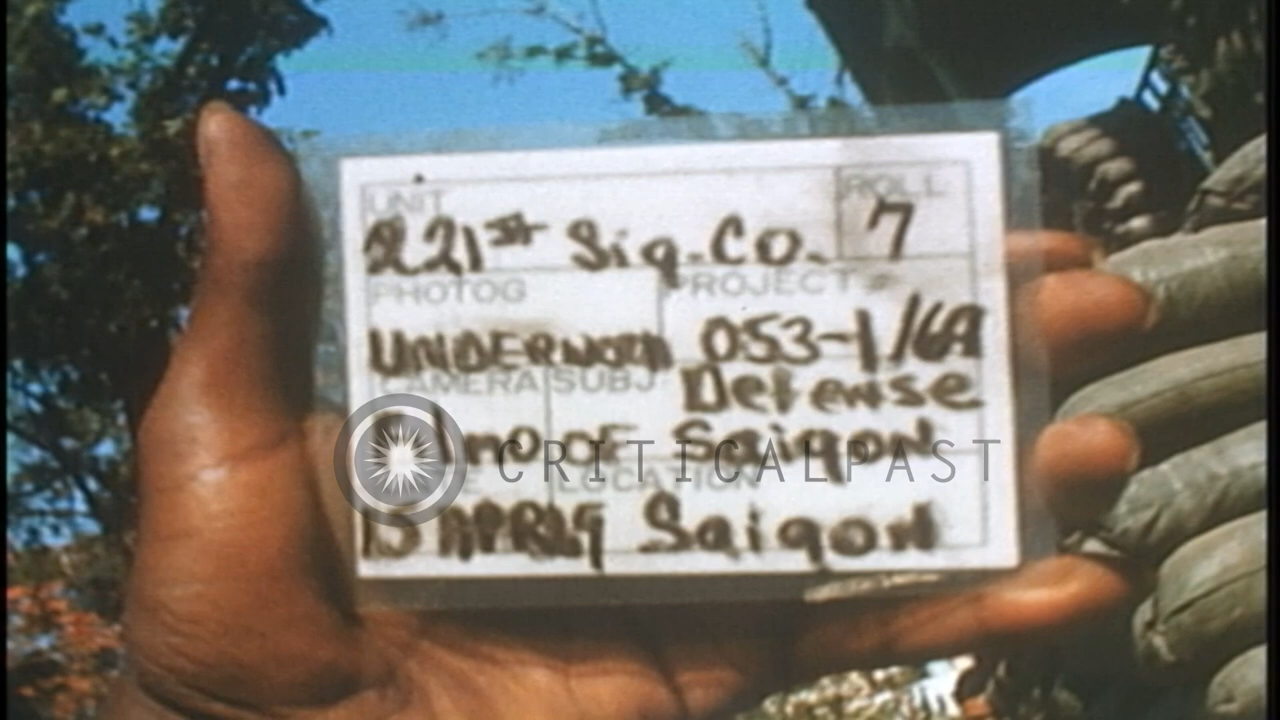 UNIT ROLL
221st Sig. Co. 7
PHOTOG PROJECT #
UNDERWOOD 053-1/69
CAMERA SUBJ Defense
OF Saigon
CRITICALPAST
LOCATION
APR 69 Saigon